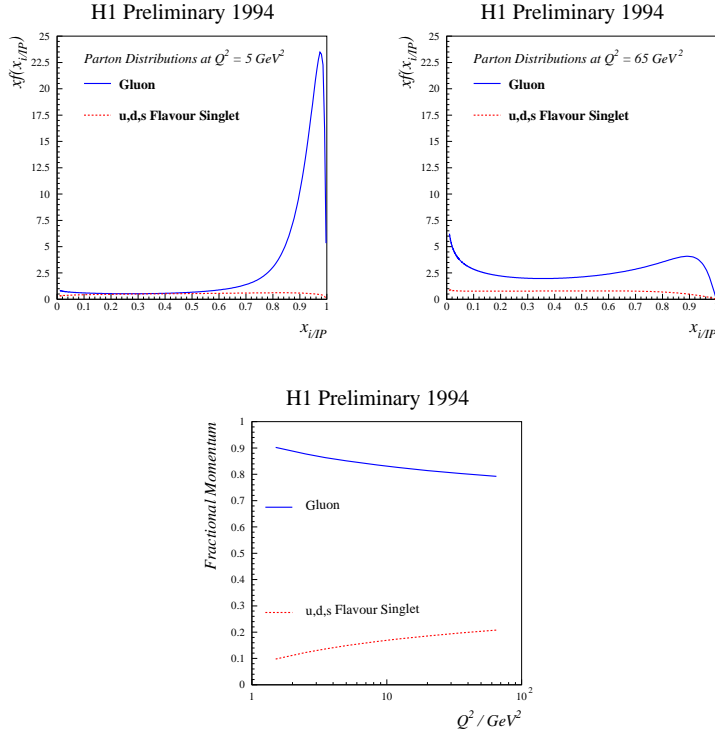 H1 Preliminary 1994
xf(x_{i/IP})
25
22.5
20
17.5
15
12.5
10
7.5
5
2.5
0
Parton Distributions at Q² = 5 GeV²
Gluon
u,d,s Flavour Singlet
0 0.1 0.2 0.3 0.4 0.5 0.6 0.7 0.8 0.9 1
x_{i/IP}
H1 Preliminary 1994
xf(x_{i/IP})
25
22.5
20
17.5
15
12.5
10
7.5
5
2.5
0
Parton Distributions at Q² = 65 GeV²
Gluon
u,d,s Flavour Singlet
0 0.1 0.2 0.3 0.4 0.5 0.6 0.7 0.8 0.9
x_{i/IP}
H1 Preliminary 1994
Fractional Momentum
1
0.9
0.8
0.7
0.6
0.5
0.4
0.3
0.2
0.1
0
Gluon
u,d,s Flavour Singlet
1 10 10²
Q² / GeV²